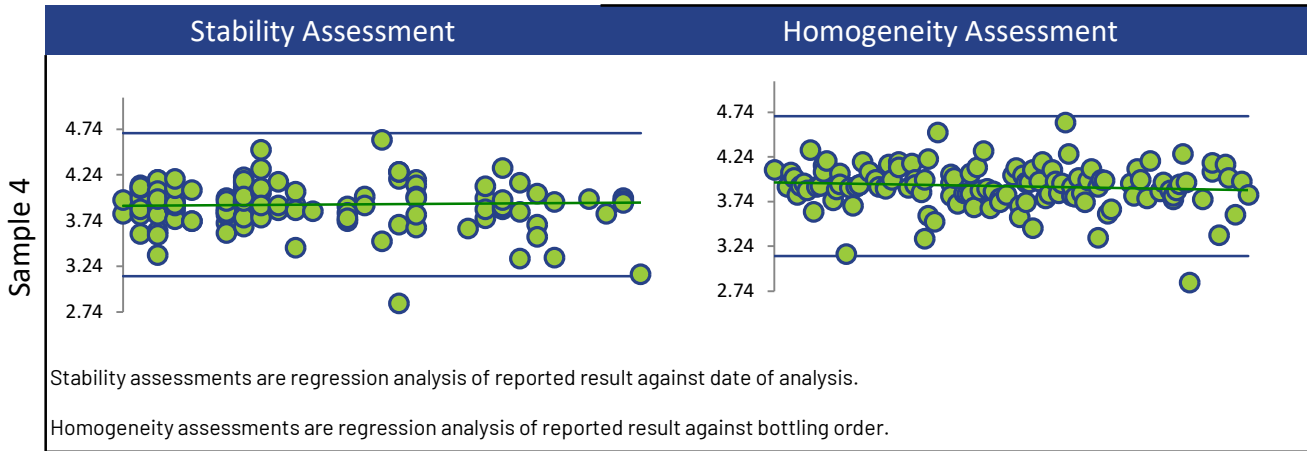 Stability Assessment
Homogeneity Assessment
Sample 4
4.74
4.24
3.74
3.24
2.74
4.74
4.24
3.74
3.24
2.74
Stability assessments are regression analysis of reported result against date of analysis.
Homogeneity assessments are regression analysis of reported result against bottling order.